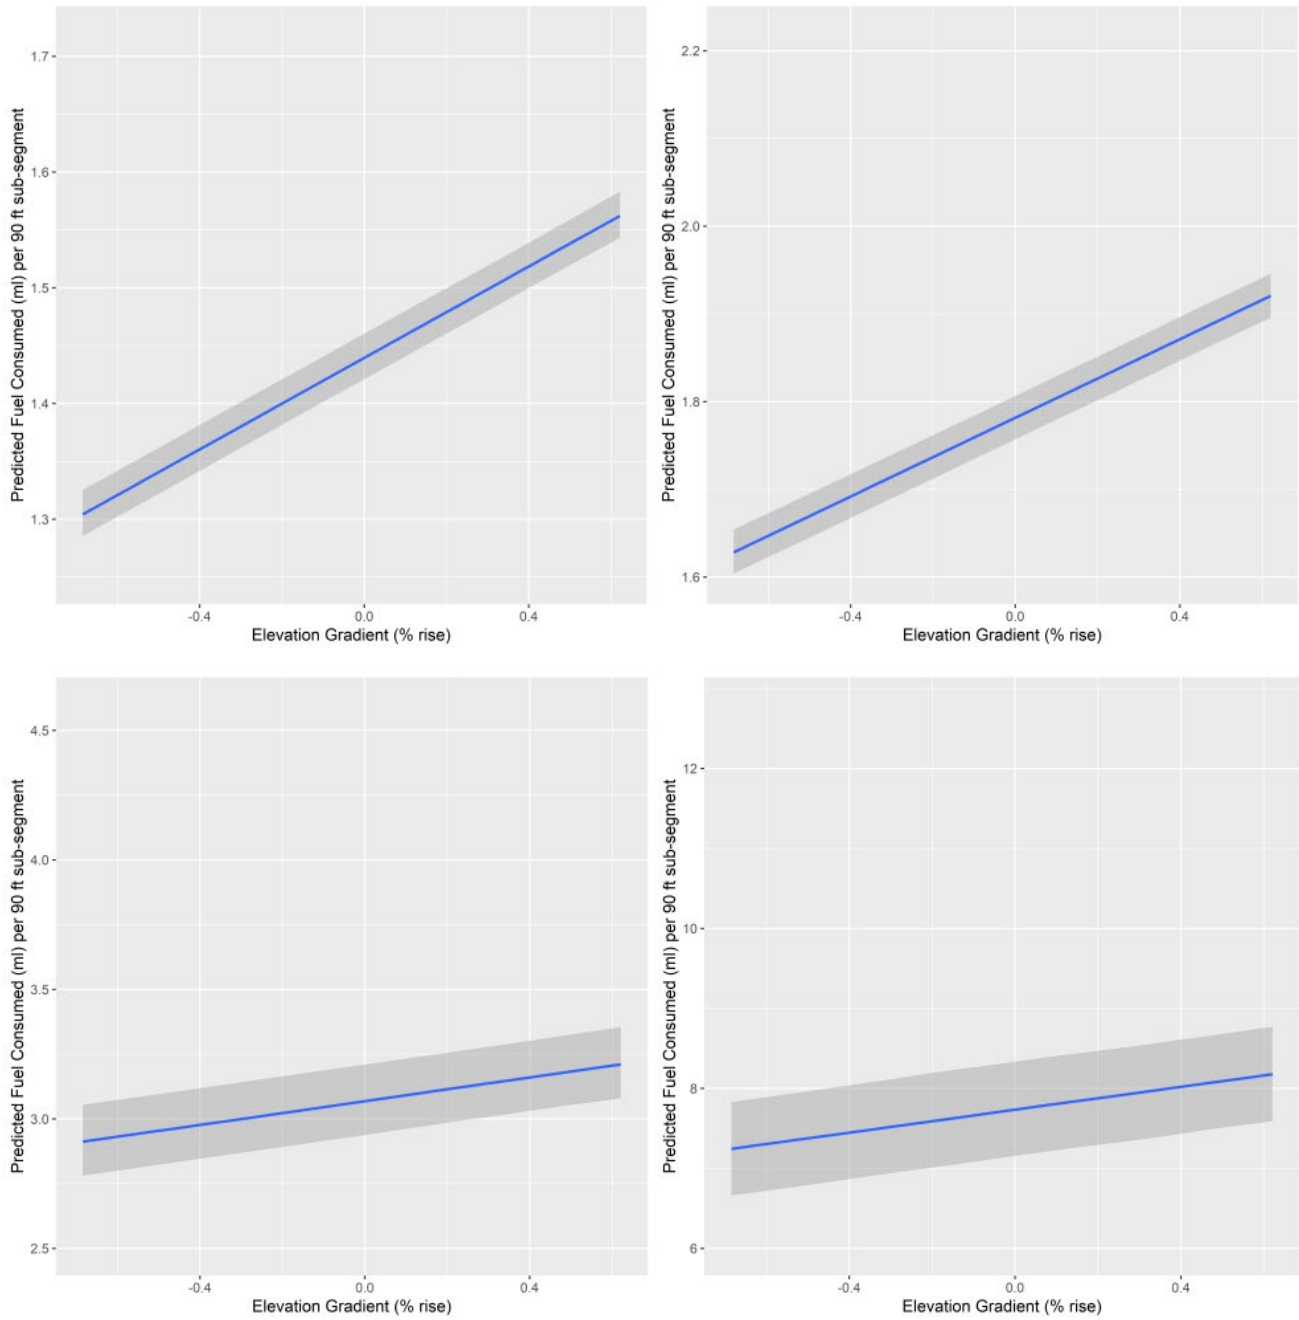 Predicted Fuel Consumed (ml) per 90 ft sub-segment
1.7
1.6
1.5
1.4
1.3
-0.4 0.0 0.4
Elevation Gradient (% rise)
Predicted Fuel Consumed (ml) per 90 ft sub-segment
2.2
2.0
1.8
1.6
-0.4 0.0 0.4
Elevation Gradient (% rise)
Predicted Fuel Consumed (ml) per 90 ft sub-segment
4.5
4.0
3.5
3.0
2.5
-0.4 0.0 0.4
Elevation Gradient (% rise)
Predicted Fuel Consumed (ml) per 90 ft sub-segment
12
10
8
6
-0.4 0.0 0.4
Elevation Gradient (% rise)